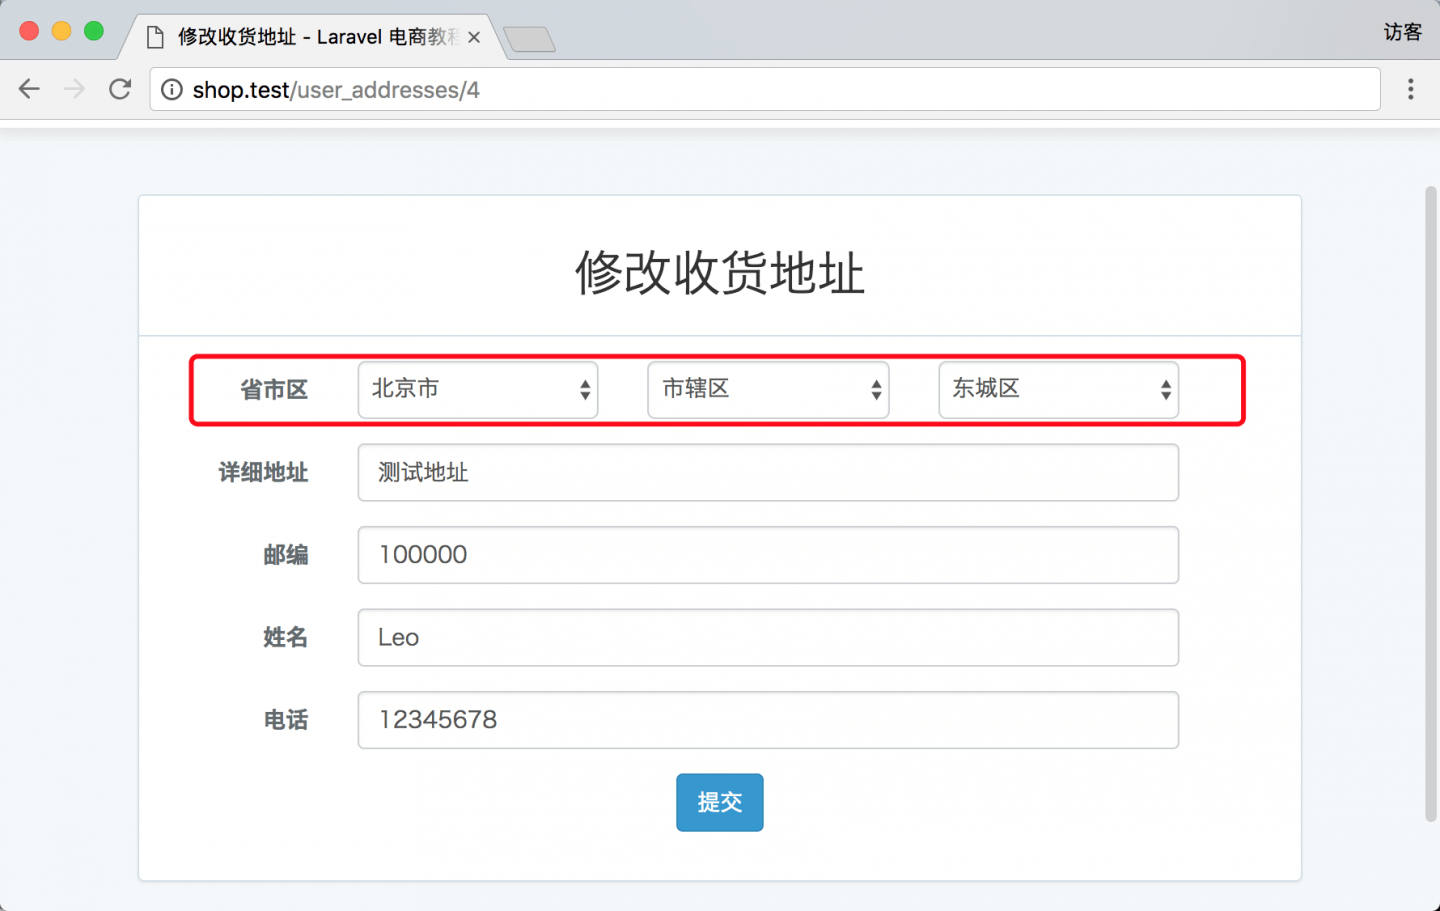 修改收货地址 - Laravel 电商教程
访客
shop.test/user_addresses/4
修改收货地址
省市区 北京市 市辖区 东城区
详细地址 测试地址
邮编 100000
姓名 Leo
电话 12345678
提交